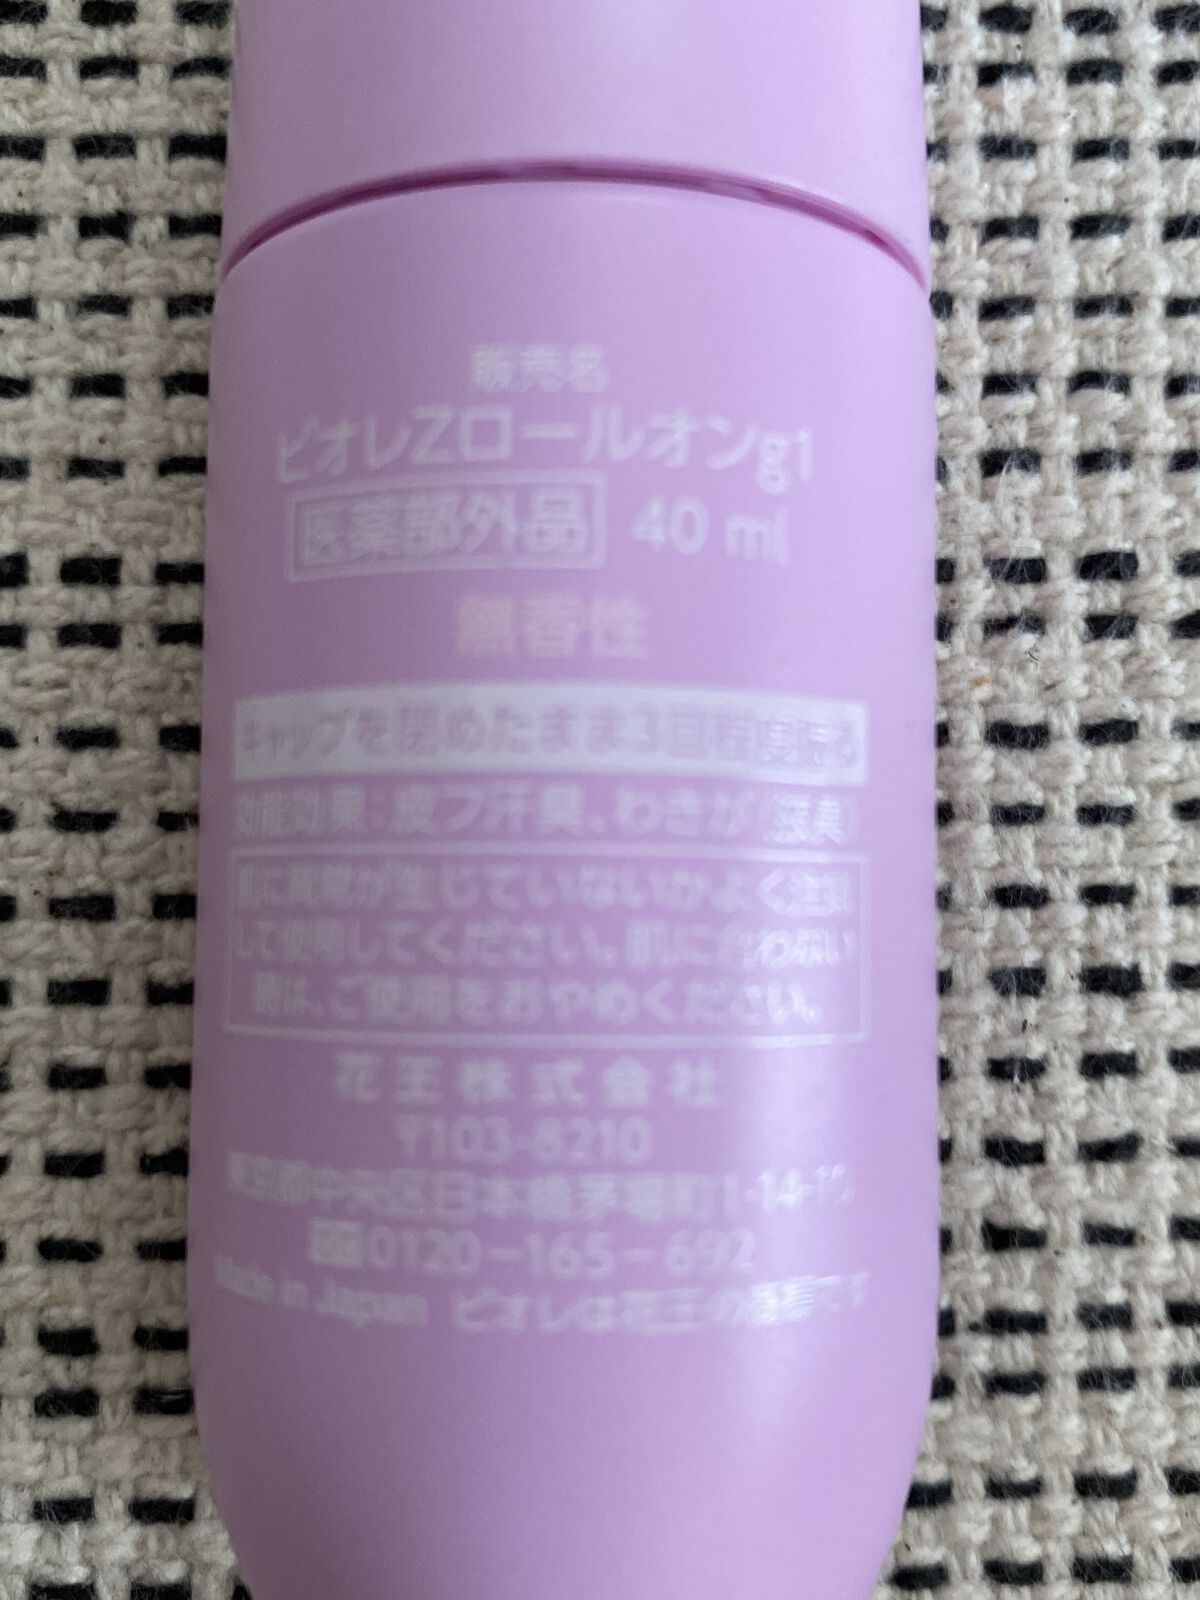 販売名
ビオレZロールオンg1
医薬部外品 40 ml
無香性
キャップを閉めたまま3回程度振る
効能効果：皮フ汗臭、わきが（腋臭）
肌に異常が生じていないかよく注意
して使用してください。肌に合わない
時は、ご使用をおやめください。
花王株式会社
〒103-8210
東京都中央区日本橋茅場町1-14-10
0120-165-692
Made in Japan ビオレは花王の商標です